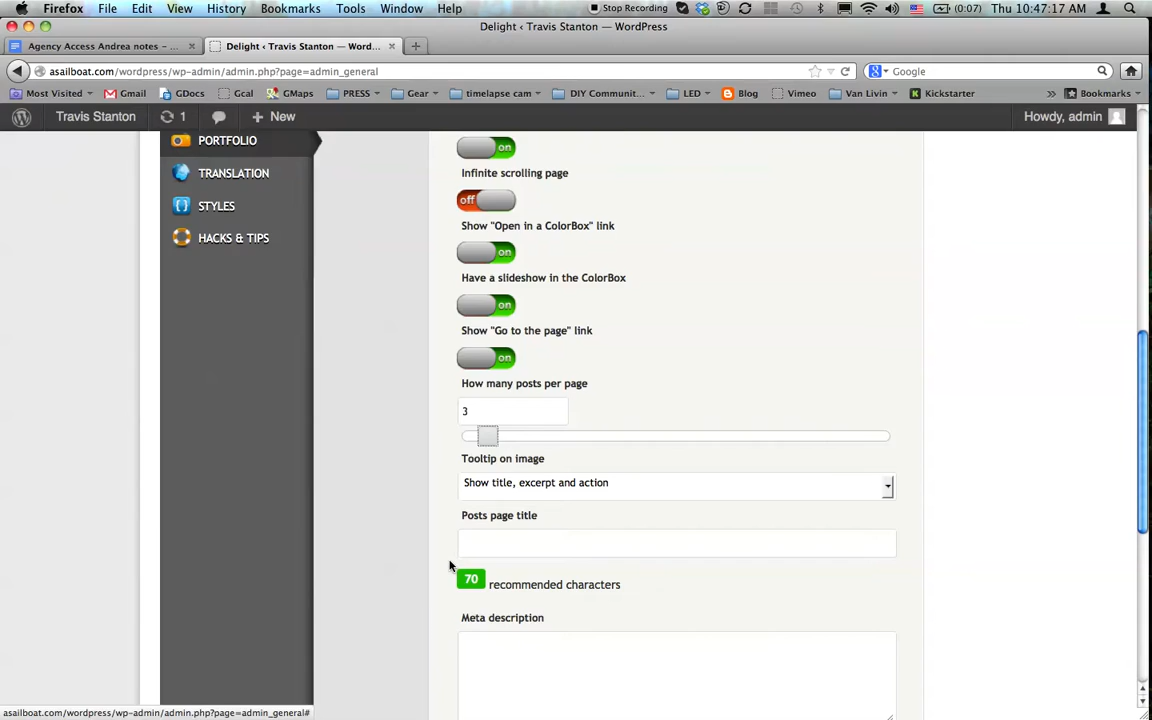 Firefox File Edit View History Bookmarks Tools Window Help Stop Recording (0:07) Thu 10:47:17 AM
Delight ‹ Travis Stanton — WordPress
Agency Access Andrea notes – ... Delight ‹ Travis Stanton — Word...
asailboat.com/wordpress/wp-admin/admin.php?page=admin_general Google
Most Visited Gmail GDocs Gcal GMaps PRESS Gear timelapse cam DIY Communit... LED Blog Vimeo Van Livin Kickstarter » Bookmarks
Travis Stanton 1 + New Howdy, admin
PORTFOLIO
TRANSLATION
STYLES
HACKS & TIPS
on
Infinite scrolling page
off
Show "Open in a ColorBox" link
on
Have a slideshow in the ColorBox
on
Show "Go to the page" link
on
How many posts per page
3
Tooltip on image
Show title, excerpt and action
Posts page title
70 recommended characters
Meta description
asailboat.com/wordpress/wp-admin/admin.php?page=admin_general#